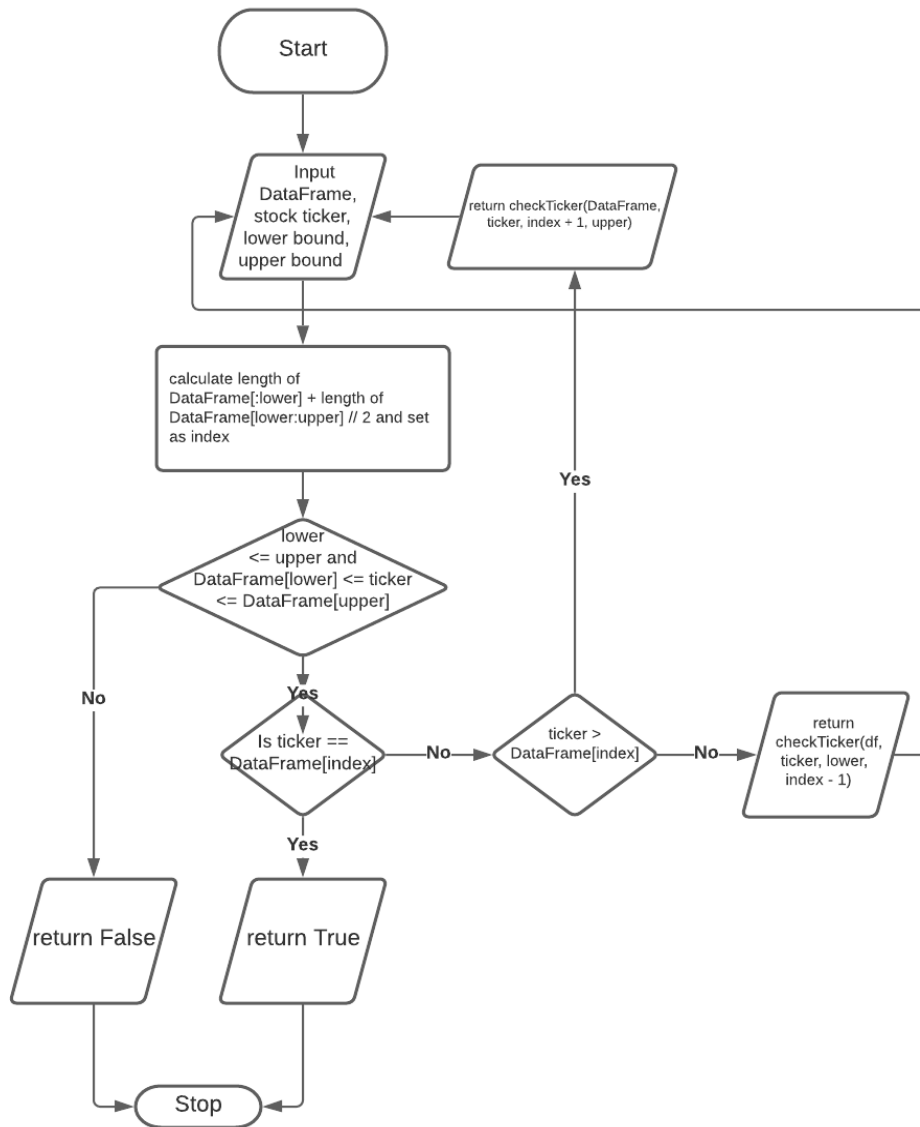 Start
Input
DataFrame,
stock ticker,
lower bound,
upper bound
return checkTicker(DataFrame,
ticker, index + 1, upper)
calculate length of
DataFrame[:lower] + length of
DataFrame[lower:upper] // 2 and set
as index
Yes
lower
<= upper and
DataFrame[lower] <= ticker
<= DataFrame[upper]
No
Yes
Is ticker ==
DataFrame[index]
No
ticker >
DataFrame[index]
No
return
checkTicker(df,
ticker, lower,
index - 1)
Yes
return False
return True
Stop